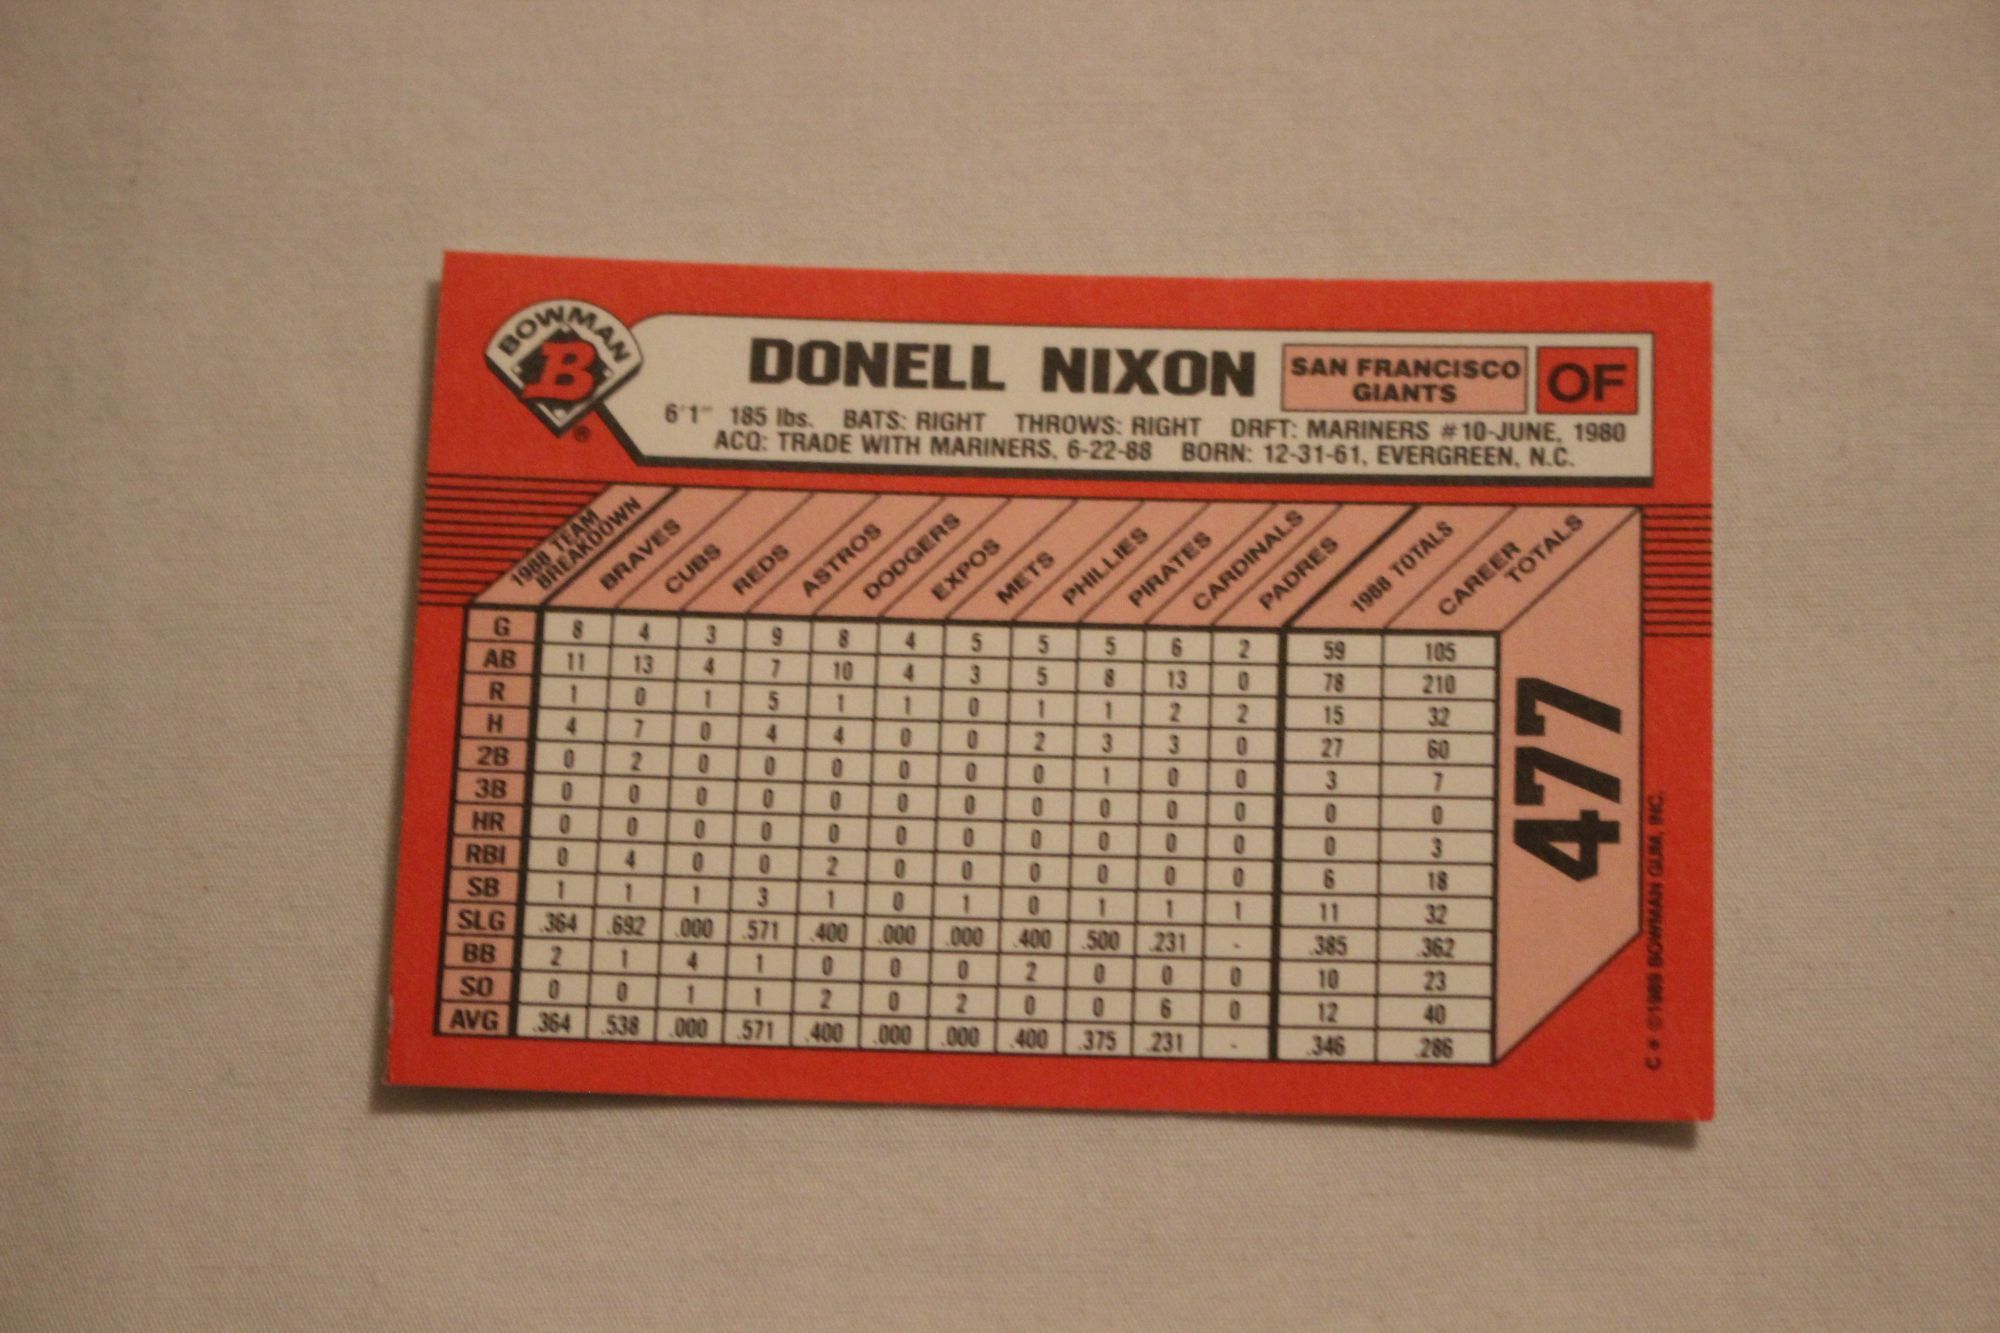 BOWMAN
B
®
DONELL NIXON
SAN FRANCISCO
GIANTS
OF
6'1" 185 lbs. BATS: RIGHT THROWS: RIGHT DRFT: MARINERS #10-JUNE, 1980
ACQ: TRADE WITH MARINERS, 6-22-88 BORN: 12-31-61, EVERGREEN, N.C.
1988 TEAM BREAKDOWN BRAVES CUBS REDS ASTROS DODGERS EXPOS METS PHILLIES PIRATES CARDINALS PADRES 1988 TOTALS CAREER TOTALS
G 8 4 3 9 8 4 5 5 5 6 2 59 105
AB 11 13 4 7 10 4 3 5 8 13 0 78 210
R 1 0 1 5 1 1 0 1 1 2 2 15 32
H 4 7 0 4 4 0 0 2 3 3 0 27 60
2B 0 2 0 0 0 0 0 0 1 0 0 3 7
3B 0 0 0 0 0 0 0 0 0 0 0 0 0
HR 0 0 0 0 0 0 0 0 0 0 0 0 3
RBI 0 4 0 0 2 0 0 0 0 0 0 6 18
SB 1 1 1 3 1 0 1 0 1 1 1 11 32
SLG .364 .692 .000 .571 .400 .000 .000 .400 .500 .231 - .385 .362
BB 2 1 4 1 0 0 0 2 0 0 0 10 23
SO 0 0 1 1 2 0 2 0 0 6 0 12 40
AVG .364 .538 .000 .571 .400 .000 .000 .400 .375 .231 - .346 .286
477
C * ©1989 BOWMAN GUM, INC.